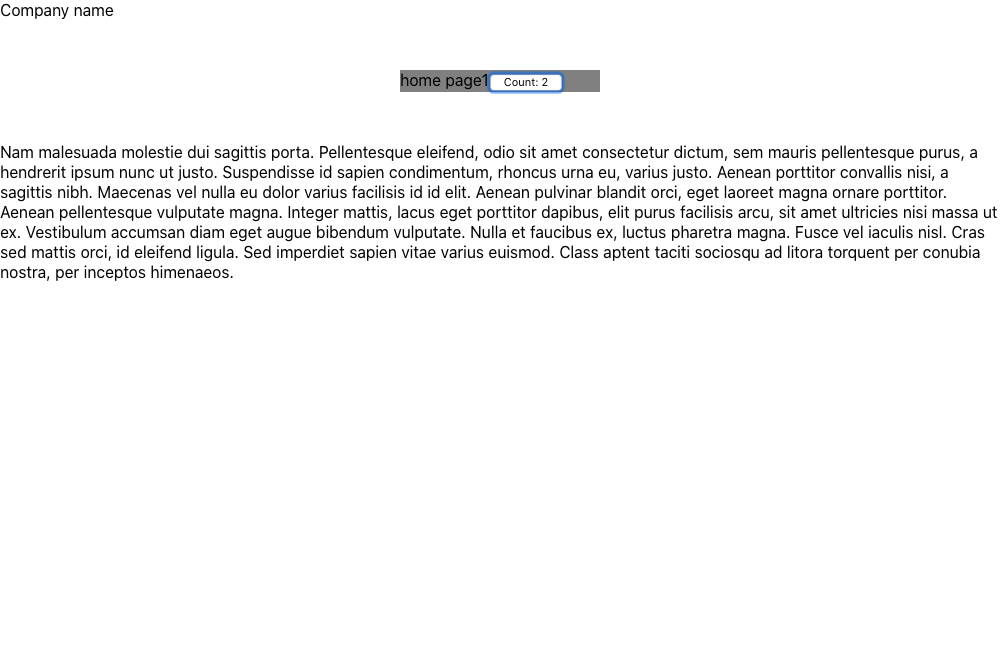 Company name
home page1 Count: 2
Nam malesuada molestie dui sagittis porta. Pellentesque eleifend, odio sit amet consectetur dictum, sem mauris pellentesque purus, a
hendrerit ipsum nunc ut justo. Suspendisse id sapien condimentum, rhoncus urna eu, varius justo. Aenean porttitor convallis nisi, a
sagittis nibh. Maecenas vel nulla eu dolor varius facilisis id id elit. Aenean pulvinar blandit orci, eget laoreet magna ornare porttitor.
Aenean pellentesque vulputate magna. Integer mattis, lacus eget porttitor dapibus, elit purus facilisis arcu, sit amet ultricies nisi massa ut
ex. Vestibulum accumsan diam eget augue bibendum vulputate. Nulla et faucibus ex, luctus pharetra magna. Fusce vel iaculis nisl. Cras
sed mattis orci, id eleifend ligula. Sed imperdiet sapien vitae varius euismod. Class aptent taciti sociosqu ad litora torquent per conubia
nostra, per inceptos himenaeos.